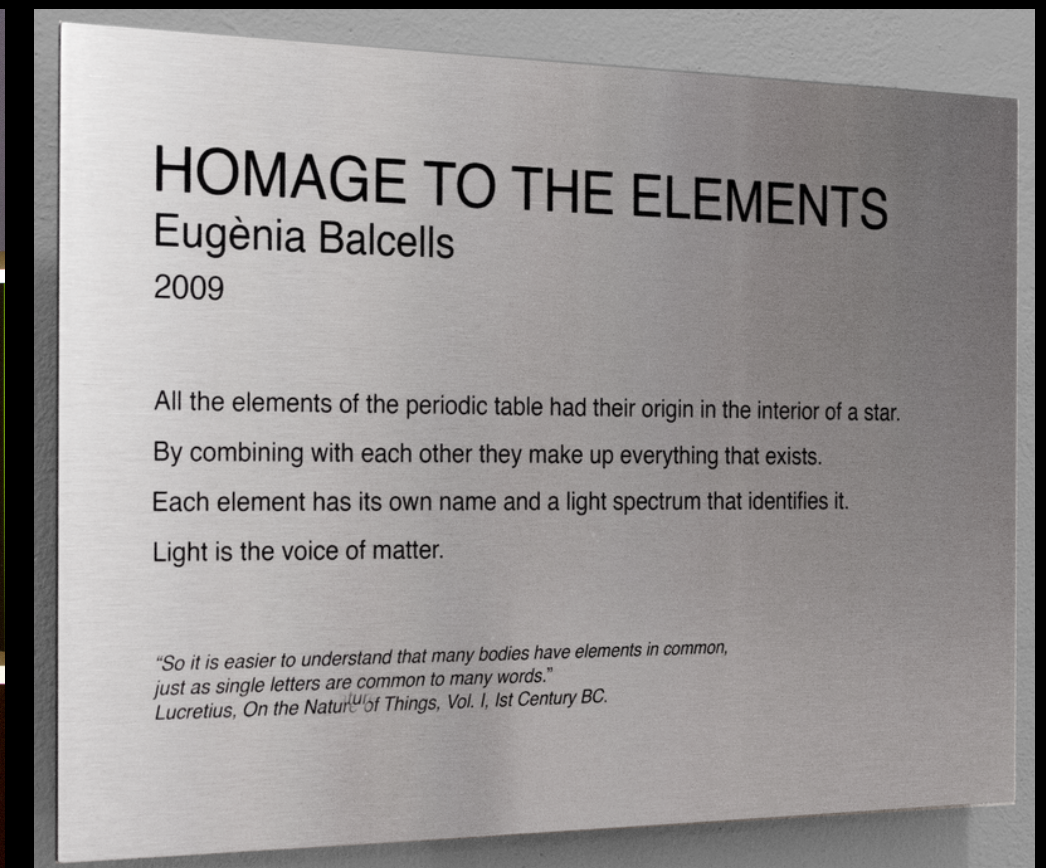 HOMAGE TO THE ELEMENTS
Eugènia Balcells
2009
All the elements of the periodic table had their origin in the interior of a star.
By combining with each other they make up everything that exists.
Each element has its own name and a light spectrum that identifies it.
Light is the voice of matter.
“So it is easier to understand that many bodies have elements in common,
just as single letters are common to many words.”
Lucretius, On the Nature of Things, Vol. I, Ist Century BC.